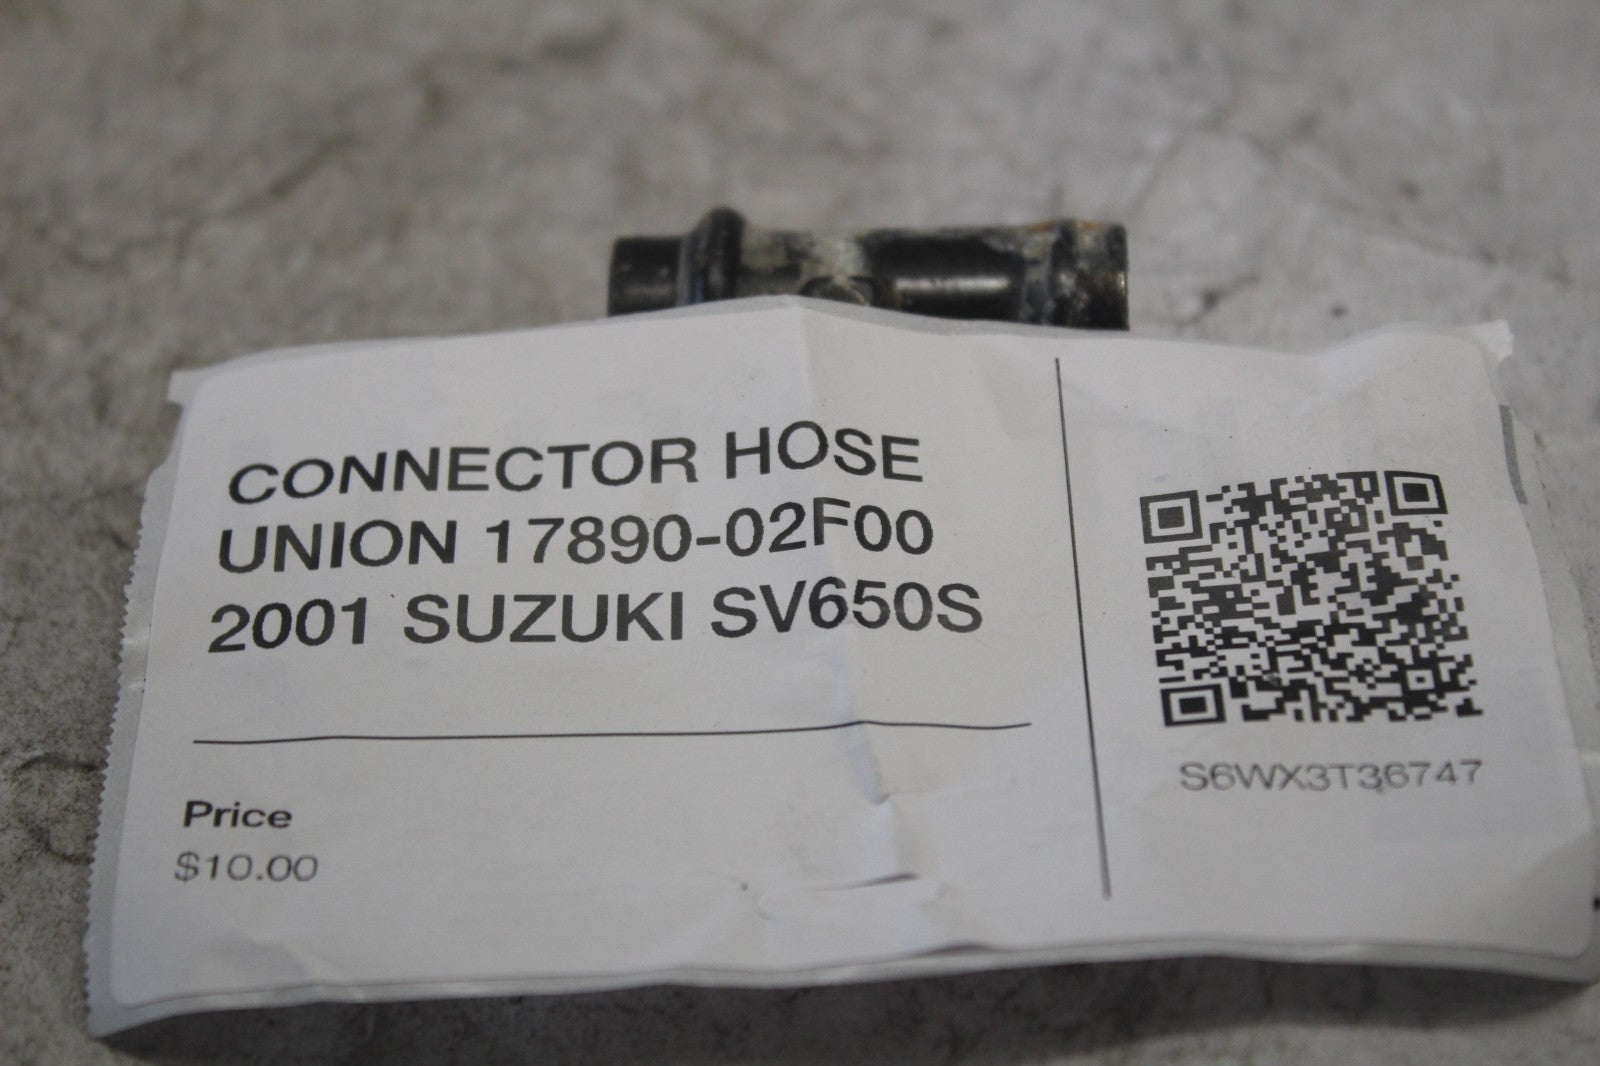 CONNECTOR HOSE
UNION 17890-02F00
2001 SUZUKI SV650S
Price
$10.00
S6WX3T36747